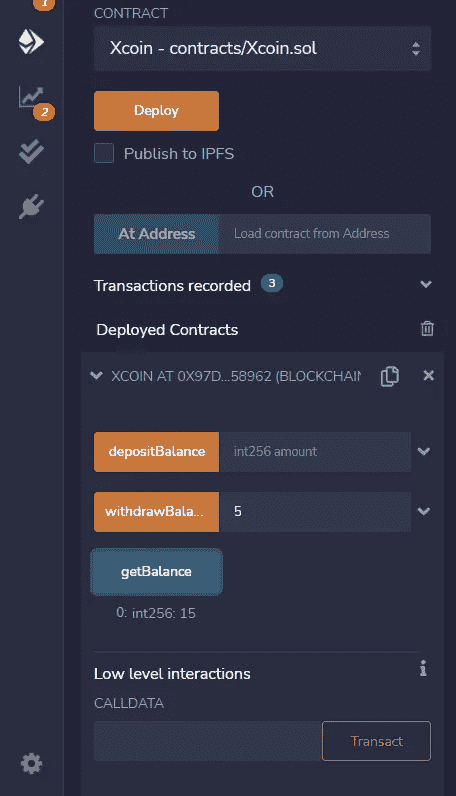 1
CONTRACT
Xcoin - contracts/Xcoin.sol
2
Deploy
Publish to IPFS
OR
At Address Load contract from Address
Transactions recorded 3
Deployed Contracts
XCOIN AT 0X97D...58962 (BLOCKCHAIN
depositBalance int256 amount
withdrawBala... 5
getBalance
0: int256: 15
Low level interactions i
CALLDATA
Transact